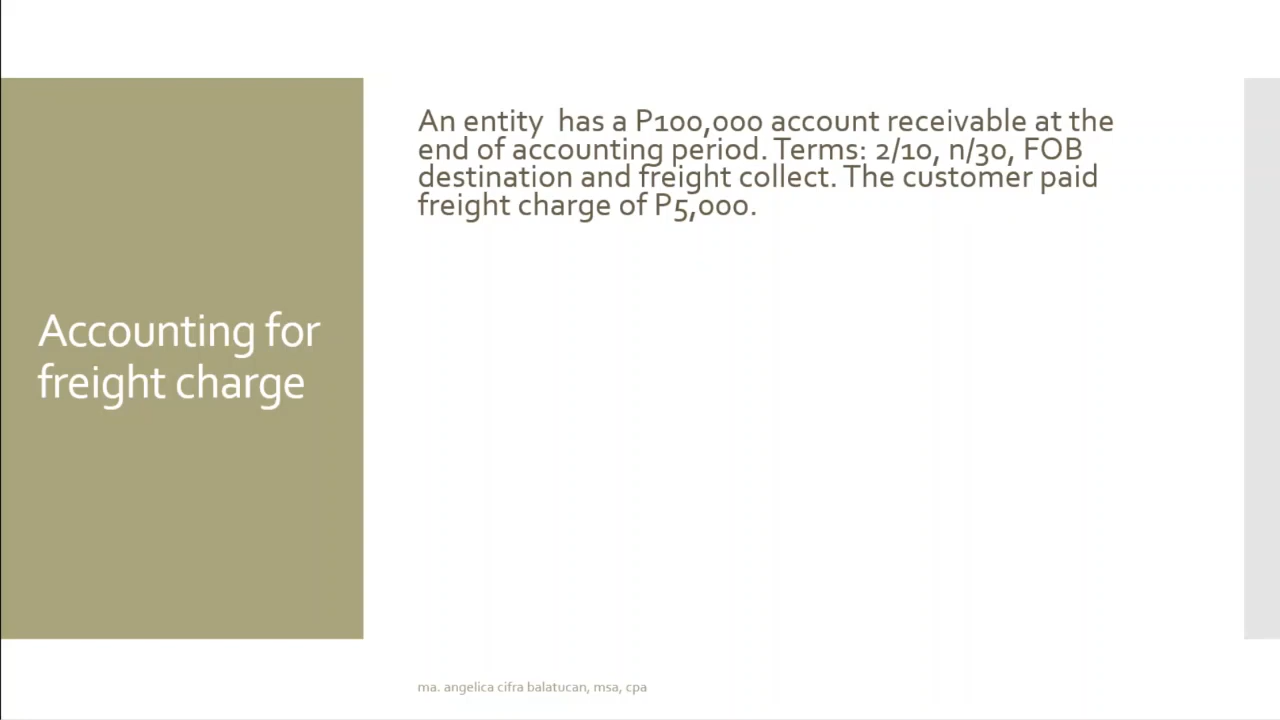 Accounting for
freight charge
An entity  has a P100,000 account receivable at the
end of accounting period. Terms: 2/10, n/30, FOB
destination and freight collect. The customer paid
freight charge of P5,000.
ma. angelica cifra balatucan, msa, cpa